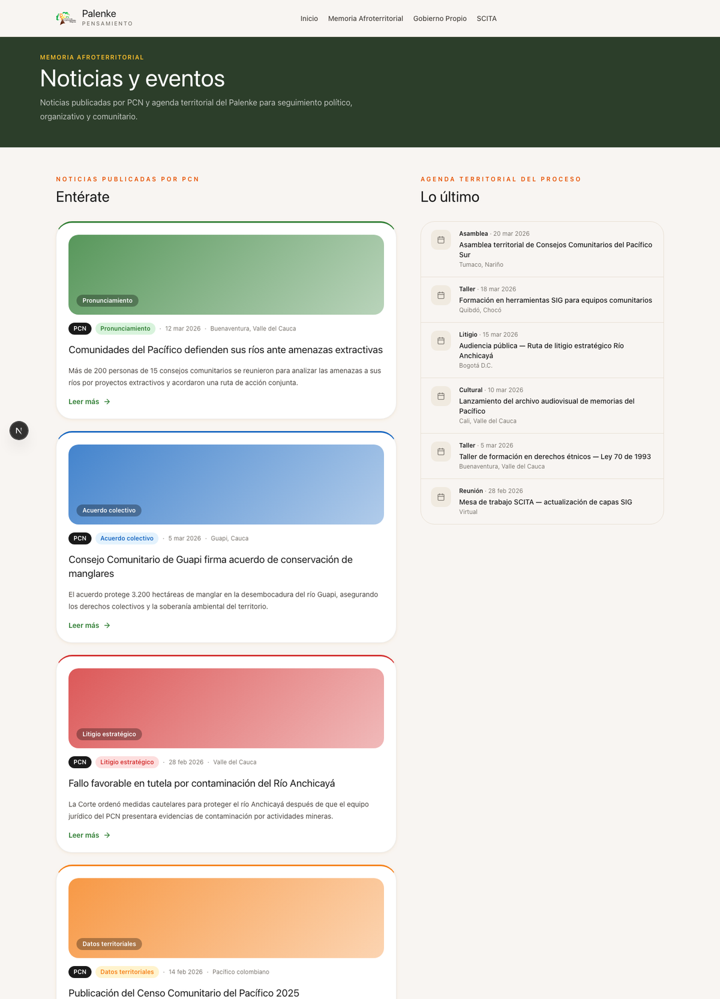 Palenke
PENSAMIENTO
Inicio
Memoria Afroterritorial
Gobierno Propio
SCITA
MEMORIA AFROTERRITORIAL
Noticias y eventos
Noticias publicadas por PCN y agenda territorial del Palenke para seguimiento político,
organizativo y comunitario.
NOTICIAS PUBLICADAS POR PCN
Entérate
Pronunciamiento
PCN Pronunciamiento · 12 mar 2026 · Buenaventura, Valle del Cauca
Comunidades del Pacífico defienden sus ríos ante amenazas extractivas
Más de 200 personas de 15 consejos comunitarios se reunieron para analizar las amenazas a sus
ríos por proyectos extractivos y acordaron una ruta de acción conjunta.
Leer más →
Acuerdo colectivo
PCN Acuerdo colectivo · 5 mar 2026 · Guapi, Cauca
Consejo Comunitario de Guapi firma acuerdo de conservación de
manglares
El acuerdo protege 3.200 hectáreas de manglar en la desembocadura del río Guapi, asegurando
los derechos colectivos y la soberanía ambiental del territorio.
Leer más →
Litigio estratégico
PCN Litigio estratégico · 28 feb 2026 · Valle del Cauca
Fallo favorable en tutela por contaminación del Río Anchicayá
La Corte ordenó medidas cautelares para proteger el río Anchicayá después de que el equipo
jurídico del PCN presentara evidencias de contaminación por actividades mineras.
Leer más →
Datos territoriales
PCN Datos territoriales · 14 feb 2026 · Pacífico colombiano
Publicación del Censo Comunitario del Pacífico 2025
AGENDA TERRITORIAL DEL PROCESO
Lo último
Asamblea · 20 mar 2026
Asamblea territorial de Consejos Comunitarios del Pacífico
Sur
Tumaco, Nariño
Taller · 18 mar 2026
Formación en herramientas SIG para equipos comunitarios
Quibdó, Chocó
Litigio · 15 mar 2026
Audiencia pública — Ruta de litigio estratégico Río
Anchicayá
Bogotá D.C.
Cultural · 10 mar 2026
Lanzamiento del archivo audiovisual de memorias del
Pacífico
Cali, Valle del Cauca
Taller · 5 mar 2026
Taller de formación en derechos étnicos — Ley 70 de 1993
Buenaventura, Valle del Cauca
Reunión · 28 feb 2026
Mesa de trabajo SCITA — actualización de capas SIG
Virtual
N